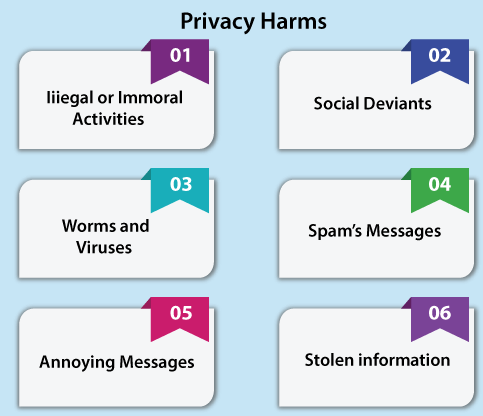 Privacy Harms
01
Iiiegal or Immoral
Activities
02
Social Deviants
03
Worms and
Viruses
04
Spam's Messages
05
Annoying Messages
06
Stolen information